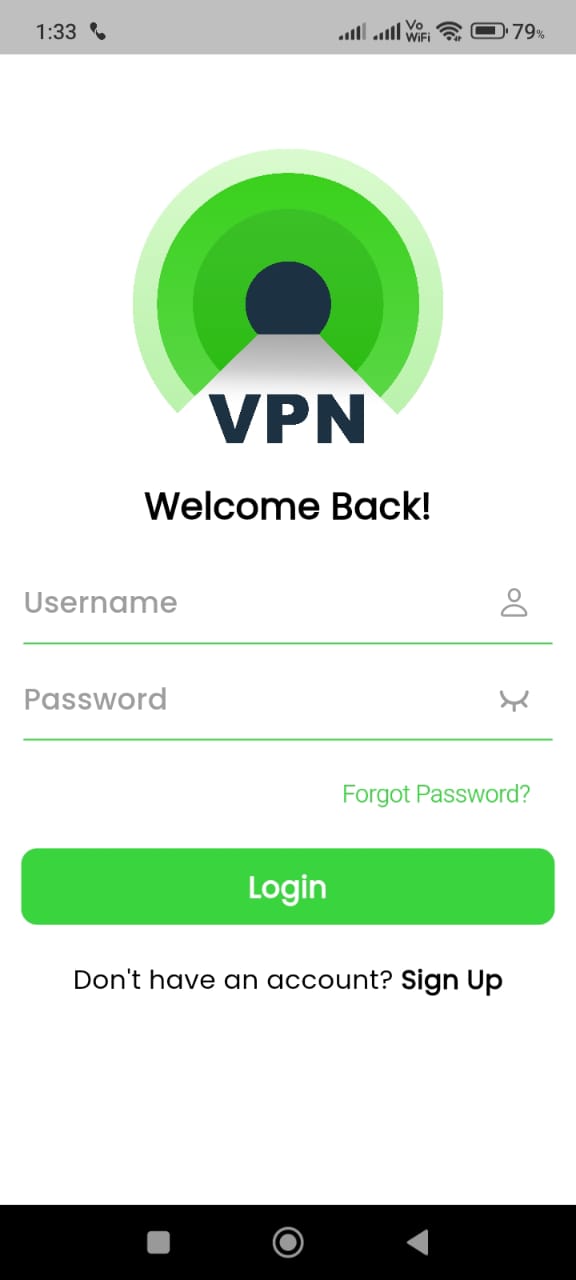 1:33 Vo WiFi 79%
VPN
Welcome Back!
Username
Password
Forgot Password?
Login
Don't have an account? Sign Up